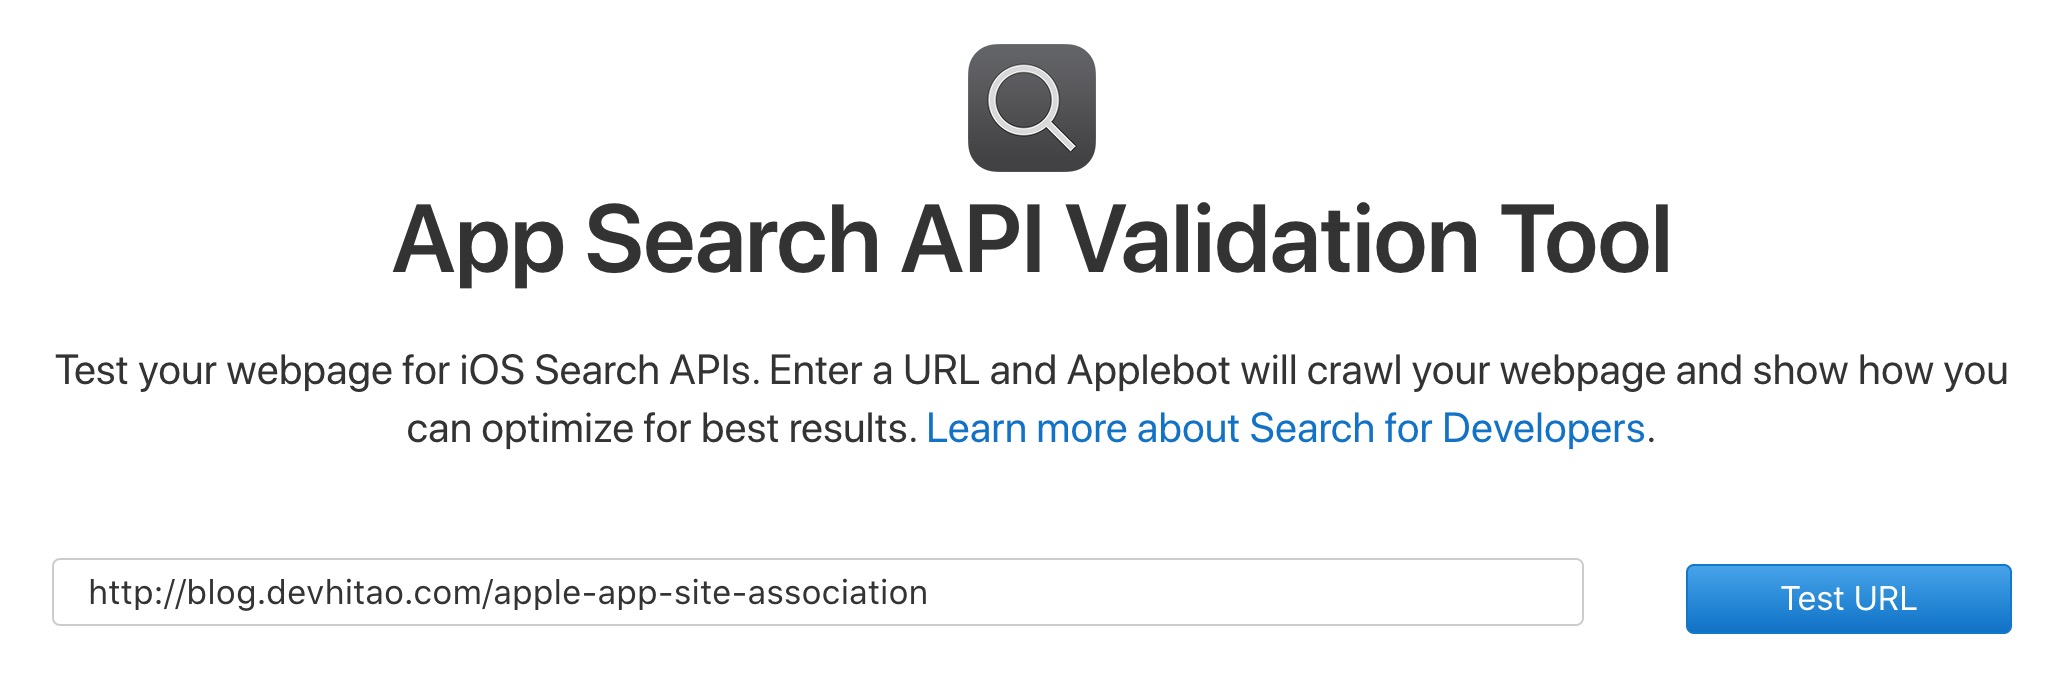 App Search API Validation Tool
Test your webpage for iOS Search APIs. Enter a URL and Applebot will crawl your webpage and show how you
can optimize for best results. Learn more about Search for Developers.
http://blog.devhitao.com/apple-app-site-association
Test URL